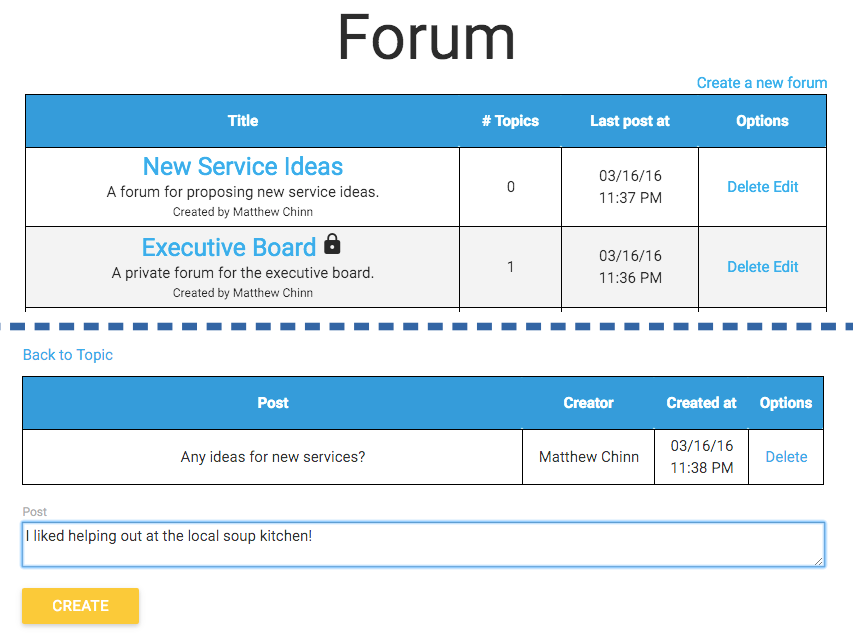 Forum
Create a new forum
Title # Topics Last post at Options
New Service Ideas
A forum for proposing new service ideas.
Created by Matthew Chinn
0
03/16/16
11:37 PM
Delete Edit
Executive Board
A private forum for the executive board.
Created by Matthew Chinn
1
03/16/16
11:36 PM
Delete Edit
Back to Topic
Post Creator Created at Options
Any ideas for new services?
Matthew Chinn
03/16/16
11:38 PM
Delete
Post
I liked helping out at the local soup kitchen!
CREATE